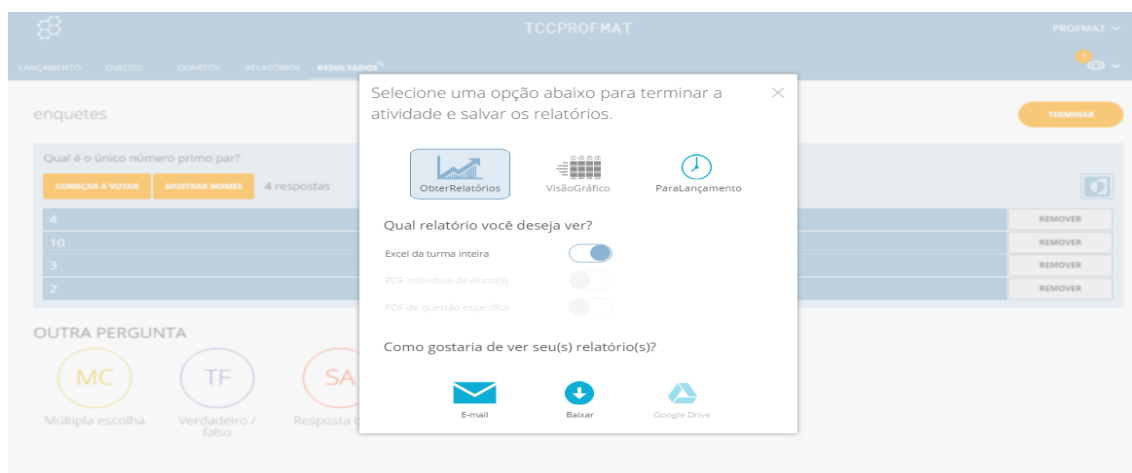 TCCPROFMAT
PROFMAT
LANÇAMENTO QUIZZES QUARTOS RELATÓRIOS RESULTADOS
1
enquetes
TERMINAR
Qual é o único número primo par?
COMEÇAR A VOTAR MOSTRAR NOMES 4 respostas
4 REMOVER
10 REMOVER
3 REMOVER
2 REMOVER
OUTRA PERGUNTA
MC TF SA
Múltipla escolha Verdadeiro / Resposta
falso
Selecione uma opção abaixo para terminar a
atividade e salvar os relatórios.
ObterRelatórios VisãoGráfico ParaLançamento
Qual relatório você deseja ver?
Excel da turma inteira
PDF individual de aluno(s)
PDF de questão específica
Como gostaria de ver seu(s) relatório(s)?
E-mail Baixar Google Drive